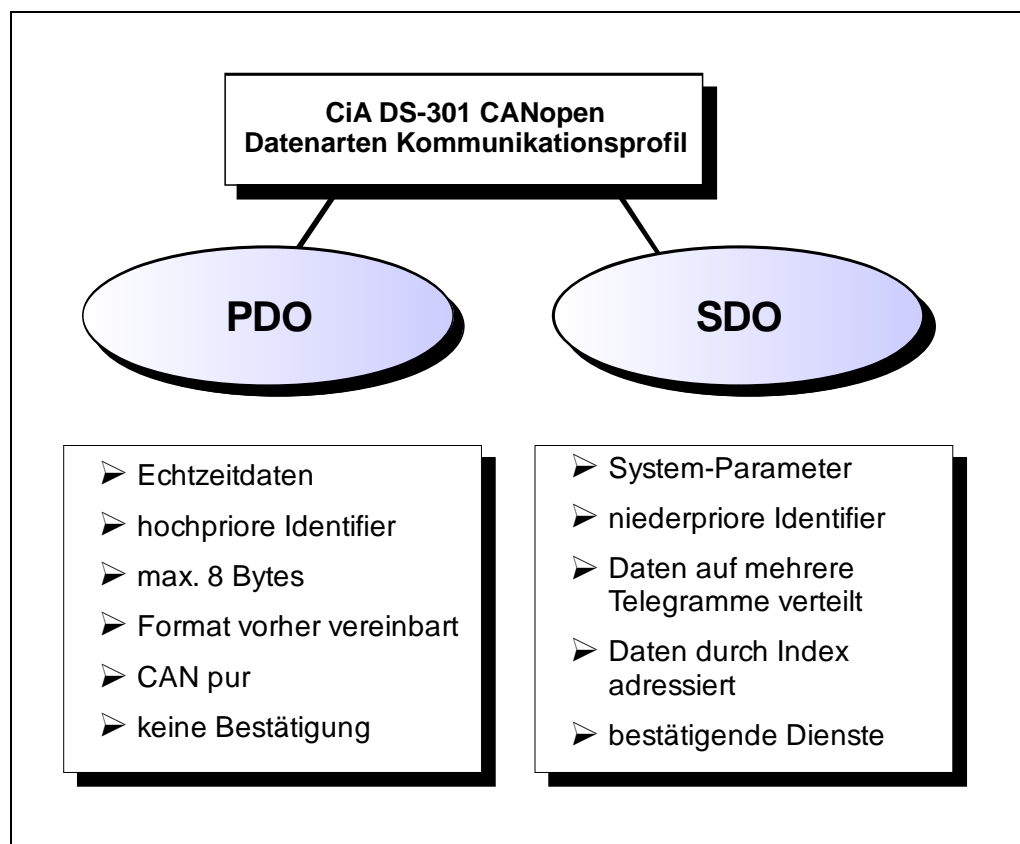 CiA DS-301 CANopen
Datenarten Kommunikationsprofil
PDO
SDO
Echtzeitdaten
hochpriore Identifier
max. 8 Bytes
Format vorher vereinbart
CAN pur
keine Bestätigung
System-Parameter
niederpriore Identifier
Daten auf mehrere
Telegramme verteilt
Daten durch Index
adressiert
bestätigende Dienste